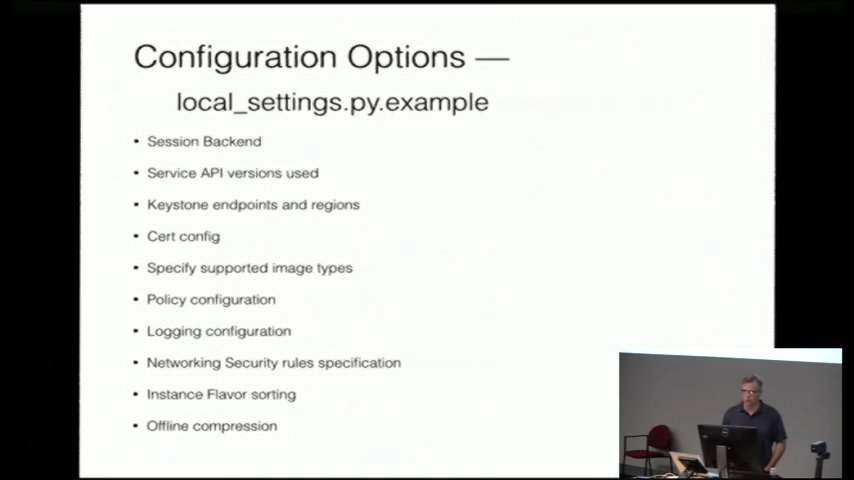 Configuration Options —
local_settings.py.example
• Session Backend
• Service API versions used
• Keystone endpoints and regions
• Cert config
• Specify supported image types
• Policy configuration
• Logging configuration
• Networking Security rules specification
• Instance Flavor sorting
• Offline compression